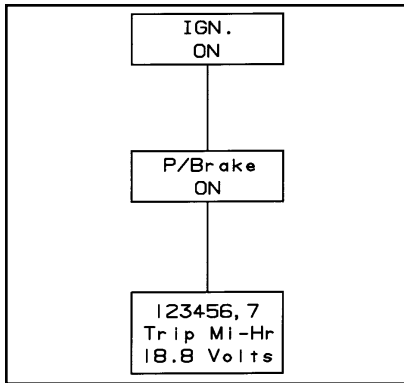 IGN.
ON
P/Brake
ON
123456,7
Trip Mi-Hr
18.8 Volts